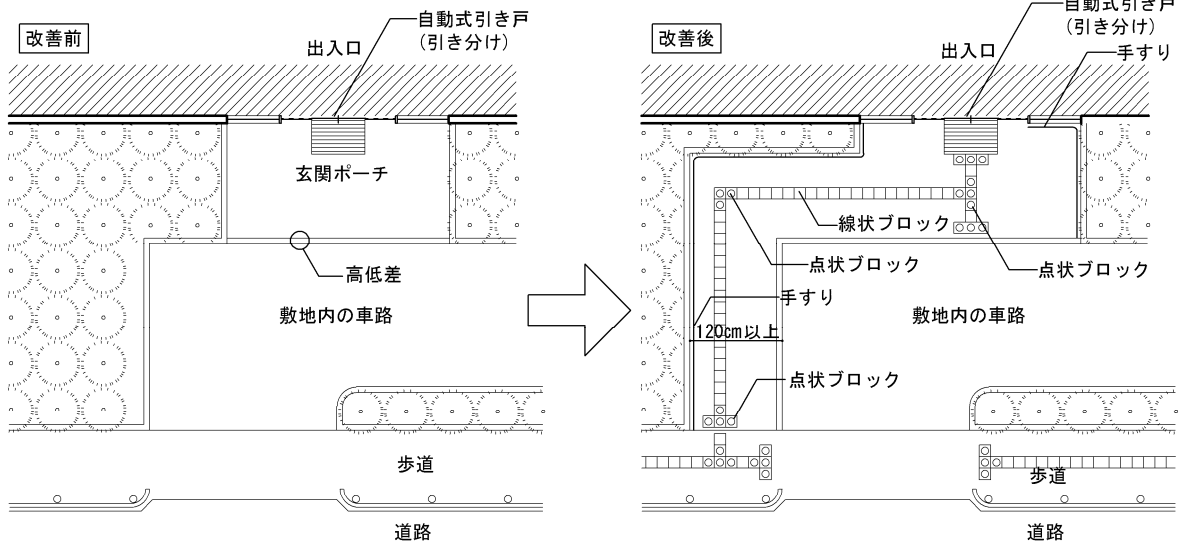 改善前
自動式引き戸
(引き分け)
出入口
玄関ポーチ
高低差
敷地内の車路
歩道
道路
改善後
自動式引き戸
(引き分け)
出入口
手すり
線状ブロック
点状ブロック
点状ブロック
手すり
敷地内の車路
120cm以上
点状ブロック
歩道
道路